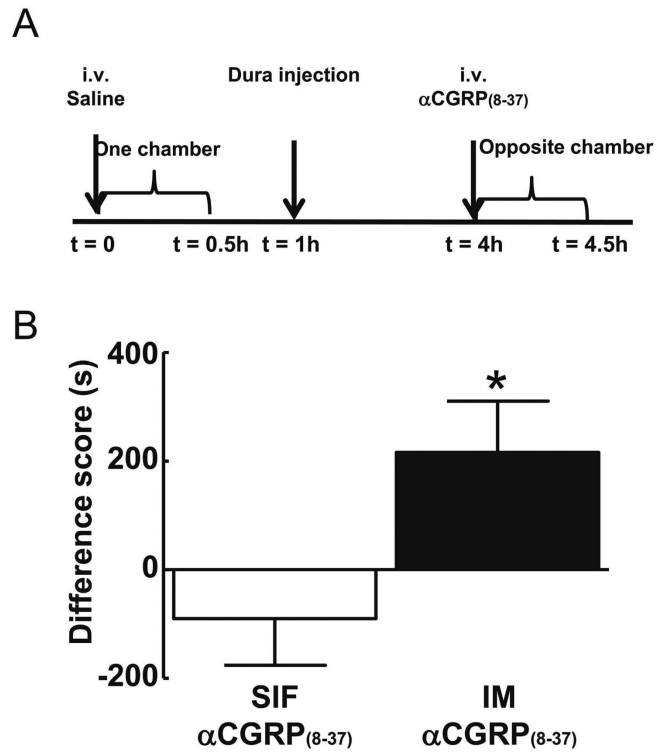 A
i.v.
Saline
Dura injection
i.v.
αCGRP(8-37)
One chamber
Opposite chamber
t = 0
t = 0.5h
t = 1h
t = 4h
t = 4.5h
B
Difference score (s)
400
200
0
-200
*
SIF
αCGRP(8-37)
IM
αCGRP(8-37)